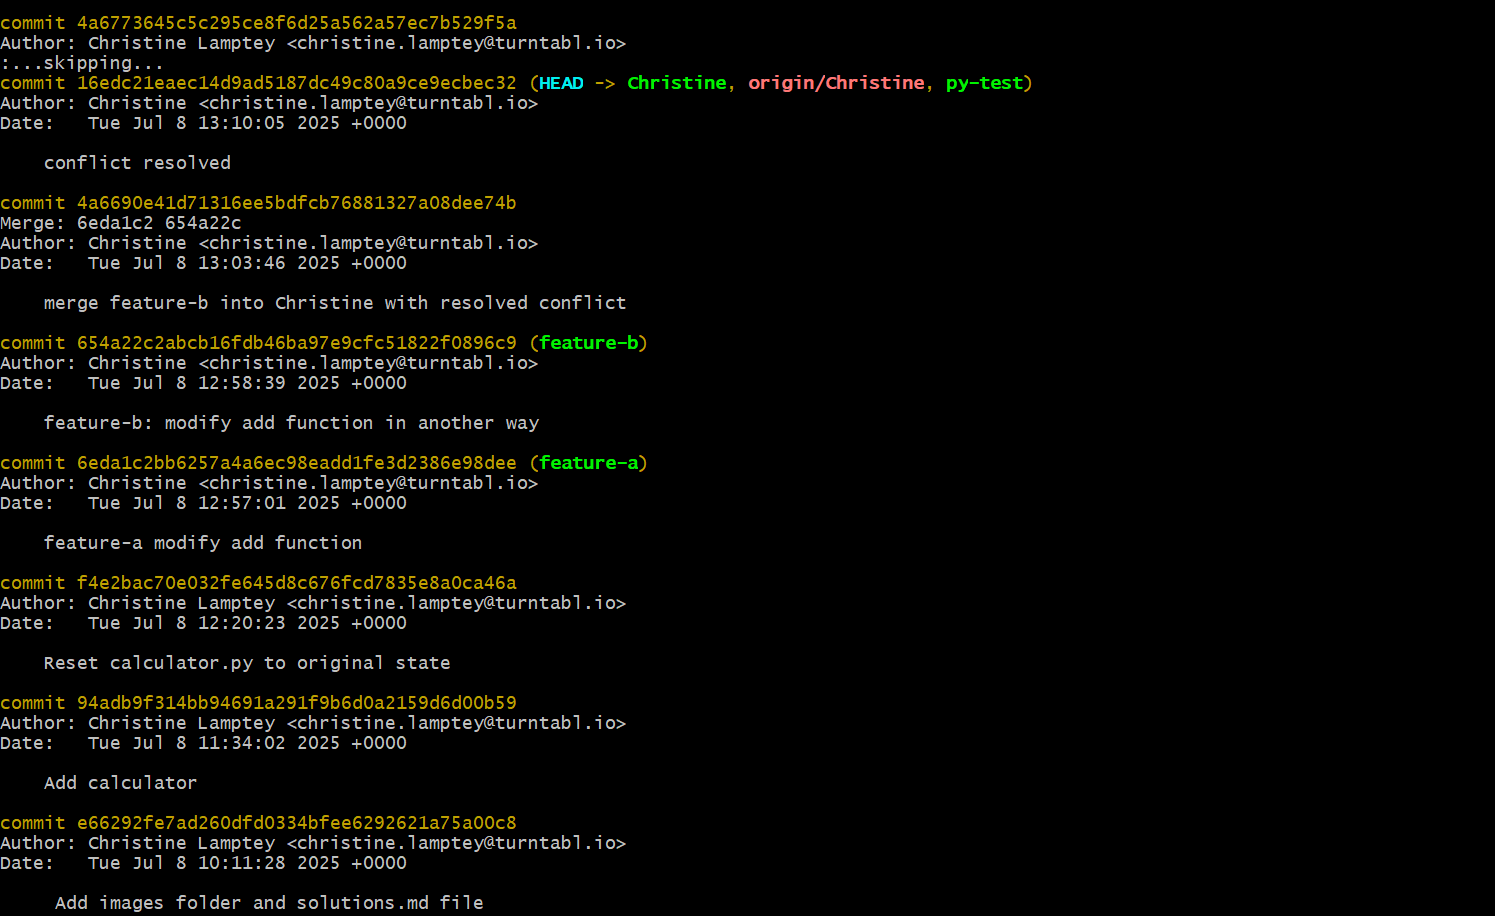 commit 4a6773645c5c295ce8f6d25a562a57ec7b529f5a
Author: Christine Lamptey <christine.lamptey@turntabl.io>
:...skipping...
commit 16edc21eaec14d9ad5187dc49c80a9ce9ecbec32 (HEAD -> Christine, origin/Christine, py-test)
Author: Christine <christine.lamptey@turntabl.io>
Date:   Tue Jul 8 13:10:05 2025 +0000

    conflict resolved

commit 4a6690e41d71316ee5bdfcb76881327a08dee74b
Merge: 6eda1c2 654a22c
Author: Christine <christine.lamptey@turntabl.io>
Date:   Tue Jul 8 13:03:46 2025 +0000

    merge feature-b into Christine with resolved conflict

commit 654a22c2abcb16fdb46ba97e9cfc51822f0896c9 (feature-b)
Author: Christine <christine.lamptey@turntabl.io>
Date:   Tue Jul 8 12:58:39 2025 +0000

    feature-b: modify add function in another way

commit 6eda1c2bb6257a4a6ec98eadd1fe3d2386e98dee (feature-a)
Author: Christine <christine.lamptey@turntabl.io>
Date:   Tue Jul 8 12:57:01 2025 +0000

    feature-a modify add function

commit f4e2bac70e032fe645d8c676fcd7835e8a0ca46a
Author: Christine Lamptey <christine.lamptey@turntabl.io>
Date:   Tue Jul 8 12:20:23 2025 +0000

    Reset calculator.py to original state

commit 94adb9f314bb94691a291f9b6d0a2159d6d00b59
Author: Christine Lamptey <christine.lamptey@turntabl.io>
Date:   Tue Jul 8 11:34:02 2025 +0000

    Add calculator

commit e66292fe7ad260dfd0334bfee6292621a75a00c8
Author: Christine Lamptey <christine.lamptey@turntabl.io>
Date:   Tue Jul 8 10:11:28 2025 +0000

     Add images folder and solutions.md file